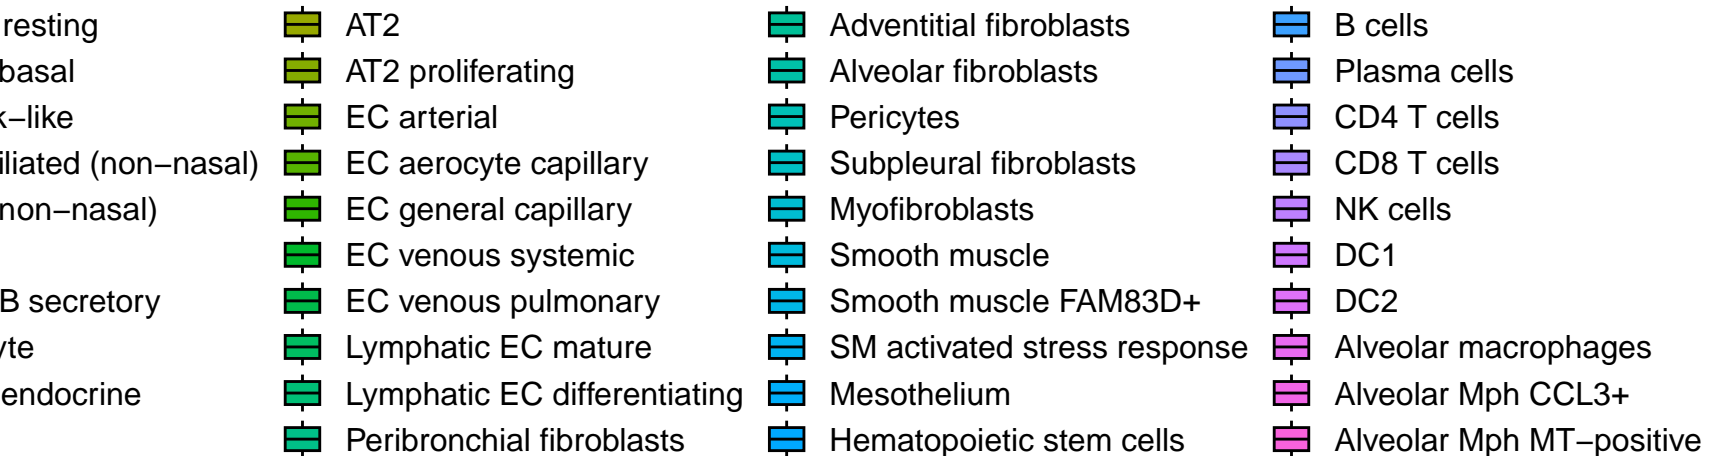 resting
basal
k−like
iliated (non−nasal)
non−nasal)
B secretory
yte
endocrine
AT2
AT2 proliferating
EC arterial
EC aerocyte capillary
EC general capillary
EC venous systemic
EC venous pulmonary
Lymphatic EC mature
Lymphatic EC differentiating
Peribronchial fibroblasts
Adventitial fibroblasts
Alveolar fibroblasts
Pericytes
Subpleural fibroblasts
Myofibroblasts
Smooth muscle
Smooth muscle FAM83D+
SM activated stress response
Mesothelium
Hematopoietic stem cells
B cells
Plasma cells
CD4 T cells
CD8 T cells
NK cells
DC1
DC2
Alveolar macrophages
Alveolar Mph CCL3+
Alveolar Mph MT−positive